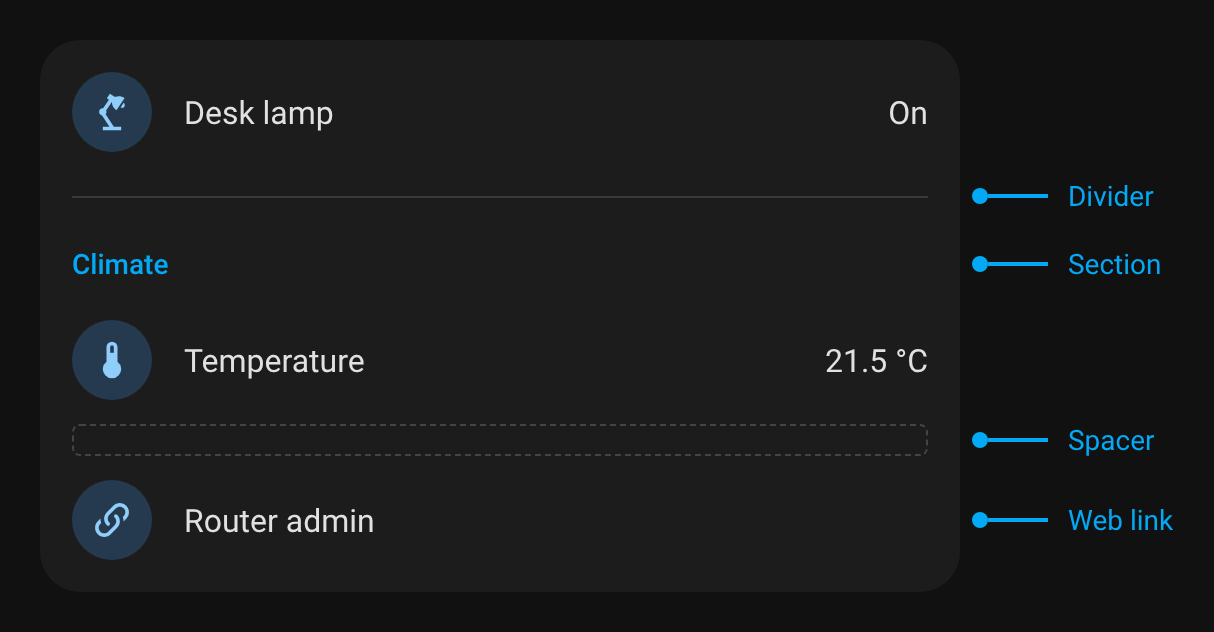 Desk lamp On
Divider
Climate Section
Temperature 21.5 °C
Spacer
Router admin Web link